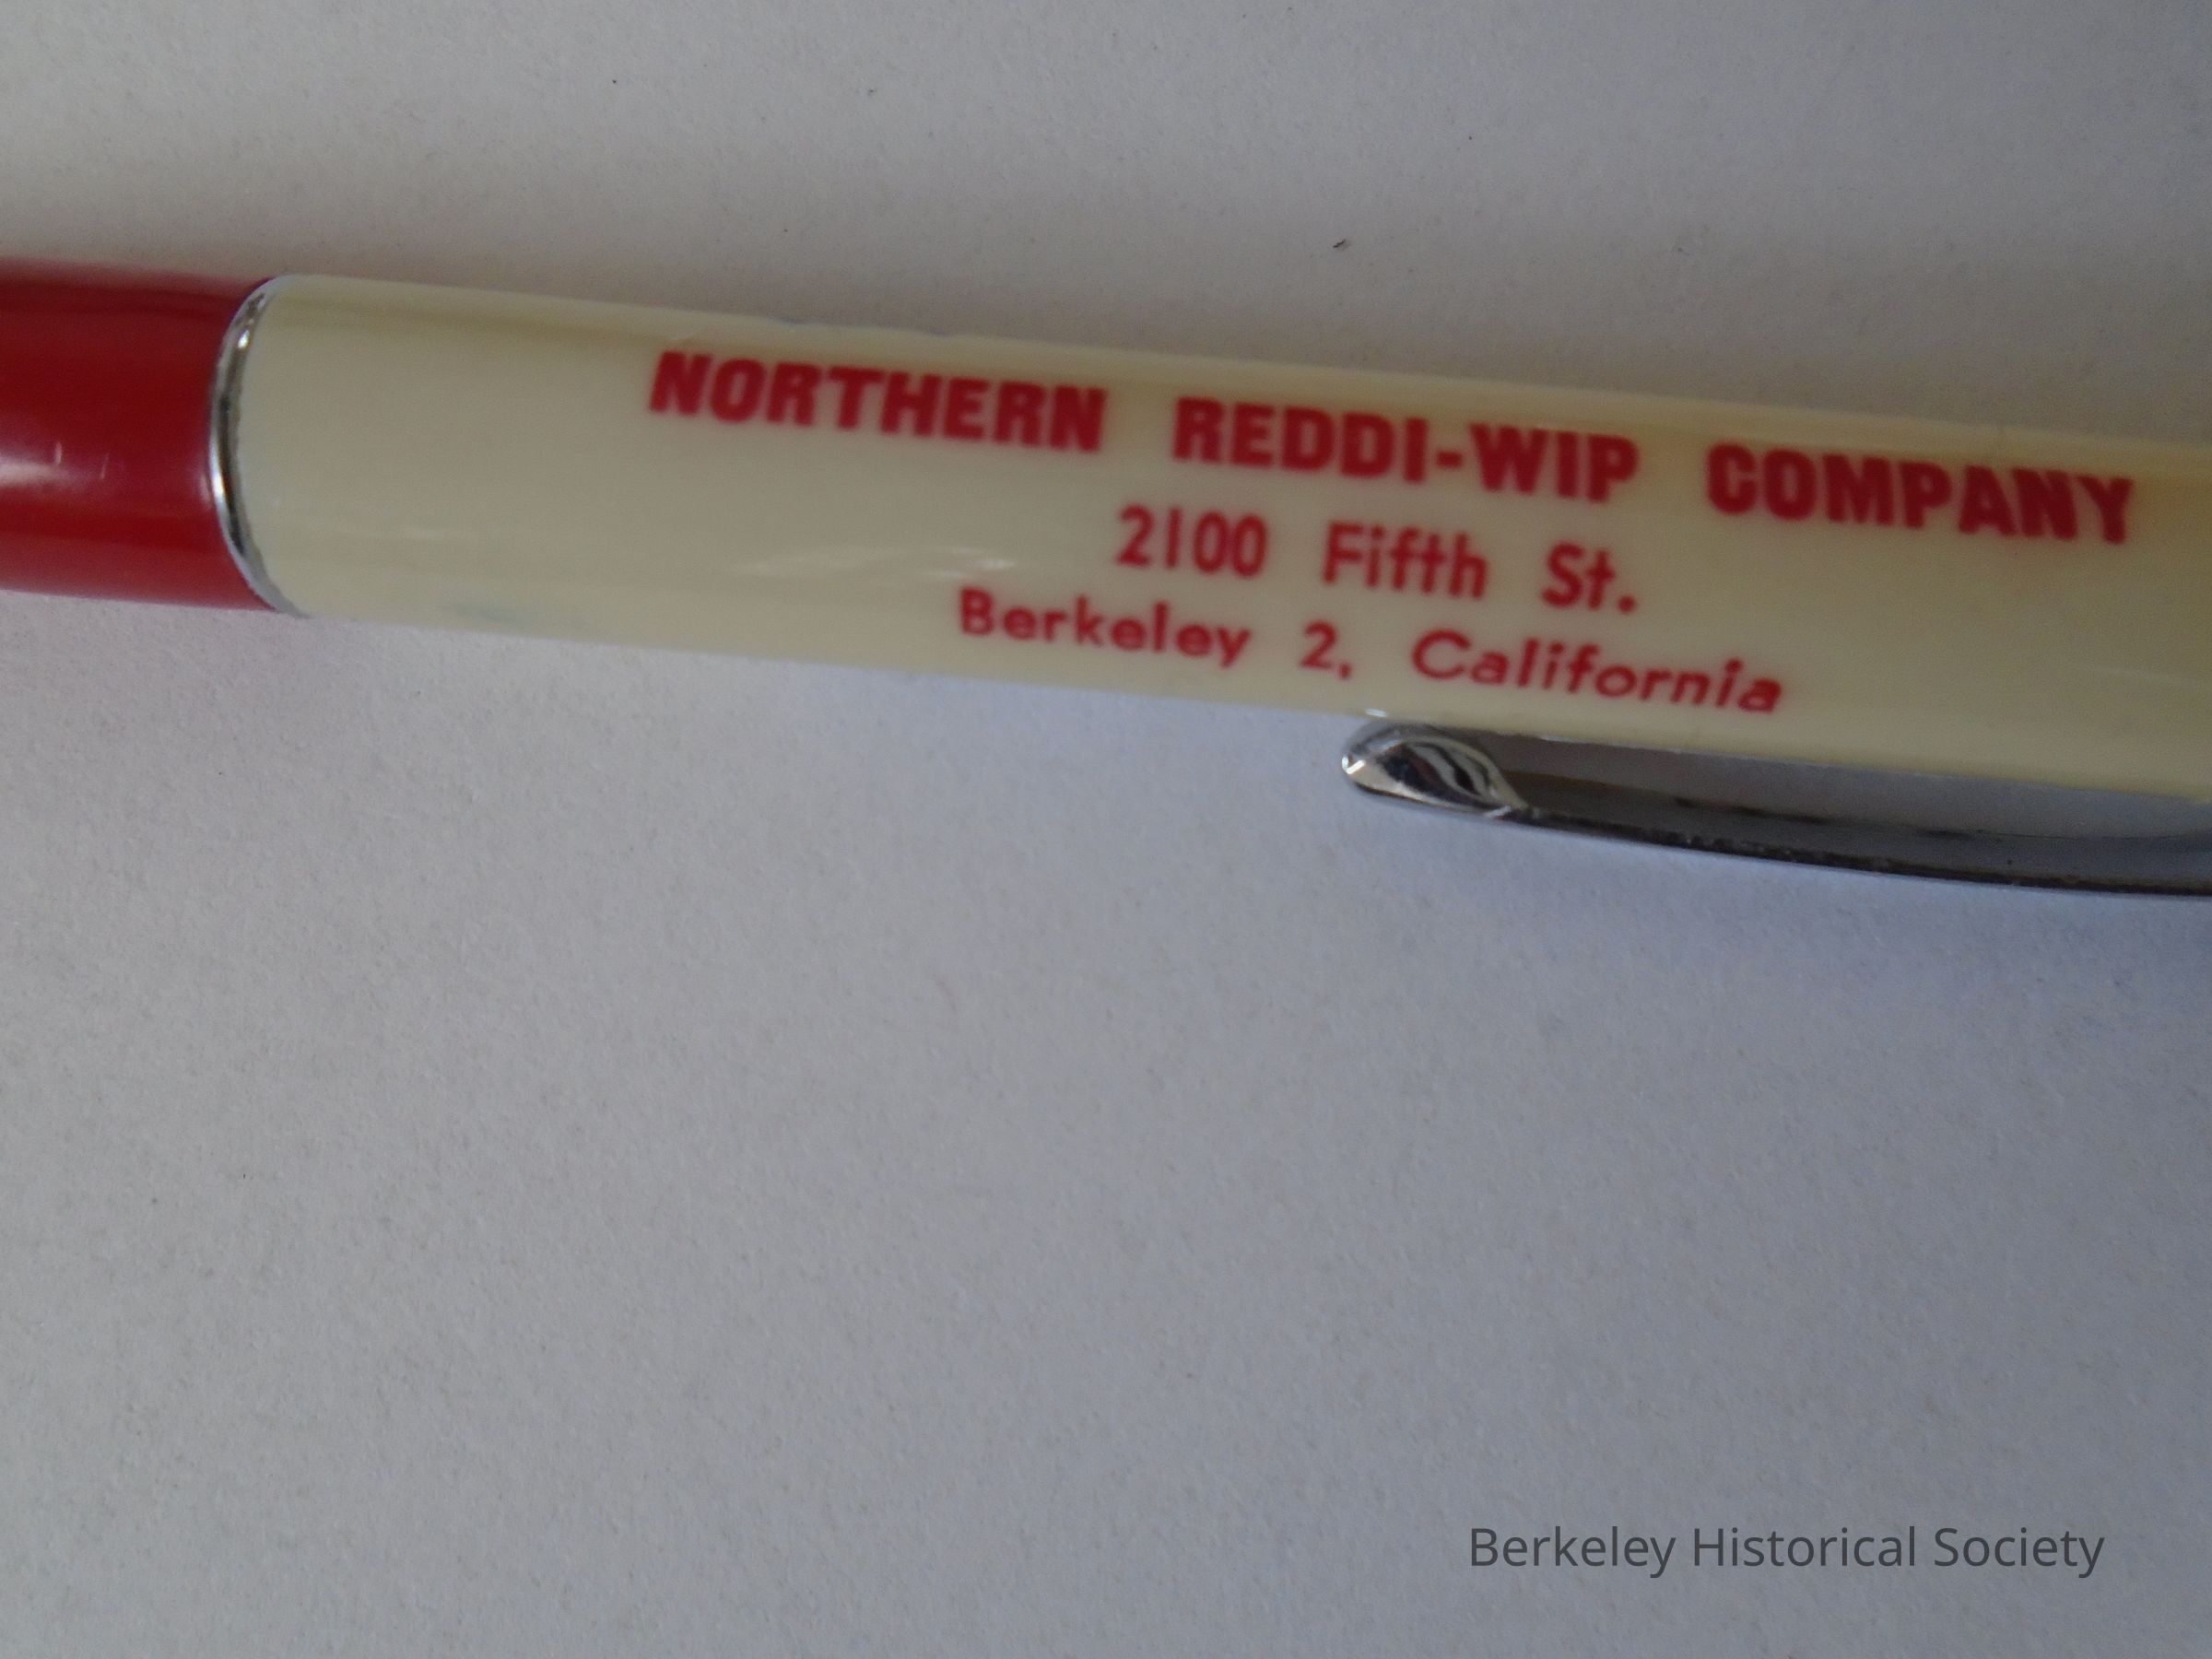 NORTHERN REDDI-WIP COMPANY
2100 Fifth St.
Berkeley 2, California
Berkeley Historical Society